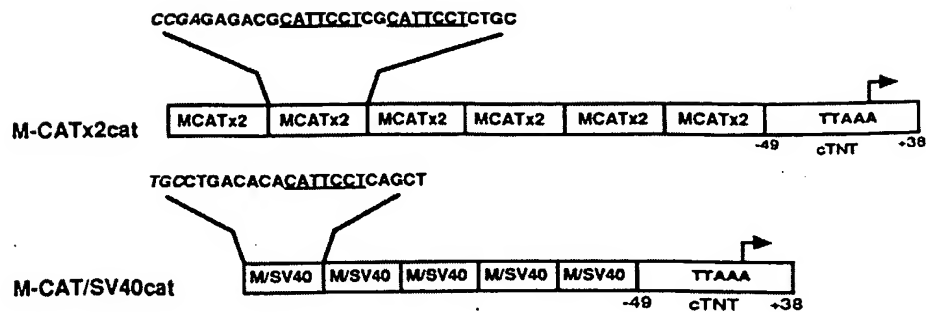 CCGAGAGACGCATTCCTCGCATTCCTCTGC
M-CATx2cat MCATx2 MCATx2 MCATx2 MCATx2 MCATx2 MCATx2 TTAAA
-49 cTNT +38
TGCCTGACACACATTCCTCAGCT
M-CAT/SV40cat M/SV40 M/SV40 M/SV40 M/SV40 M/SV40 TTAAA
-49 cTNT +38